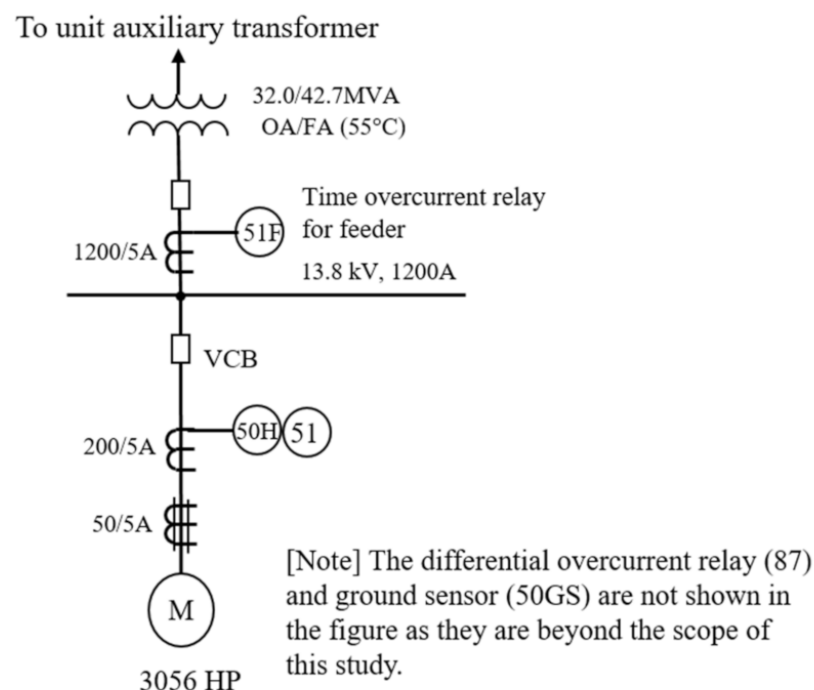 To unit auxiliary transformer
32.0/42.7MVA
OA/FA (55°C)
Time overcurrent relay
51F
for feeder
1200/5A
13.8 kV, 1200A
VCB
50H
51
200/5A
50/5A
[Note] The differential overcurrent relay (87)
and ground sensor (50GS) are not shown in
the figure as they are beyond the scope of
this study.
M
3056 HP